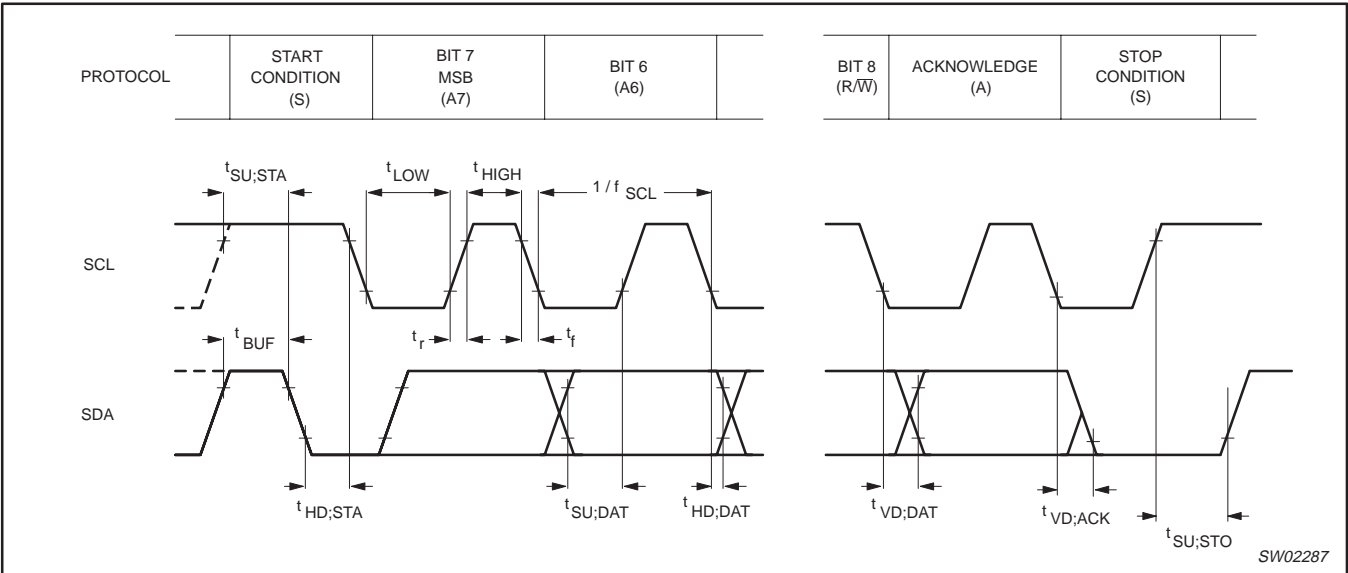 PROTOCOL
START
CONDITION
(S)
BIT 7
MSB
(A7)
BIT 6
(A6)
BIT 8
(R/W̅)
ACKNOWLEDGE
(A)
STOP
CONDITION
(S)
tSU;STA
tLOW
tHIGH
1 / fSCL
SCL
tBUF
tr
tf
SDA
tHD;STA
tSU;DAT
tHD;DAT
tVD;DAT
tVD;ACK
tSU;STO
SW02287